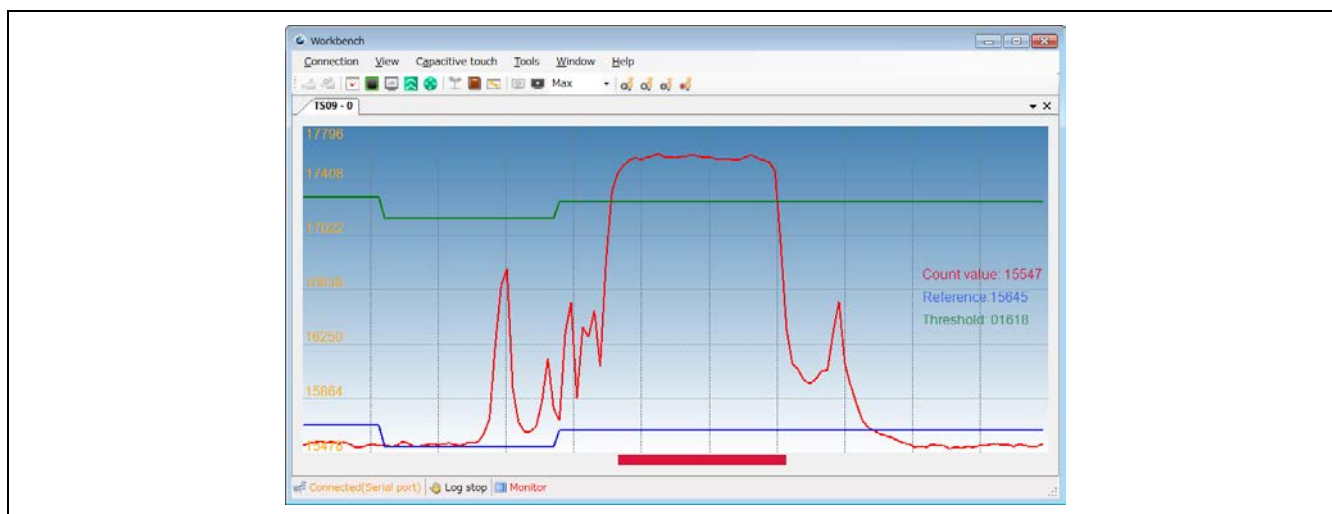 Workbench
Connection View Capacitive touch Tools Window Help
Max
TS09 - 0
17796
17408
17022
Count value: 15547
Reference:15645
Threshold: 01618
16250
15864
15478
Connected(Serial port) Log stop Monitor